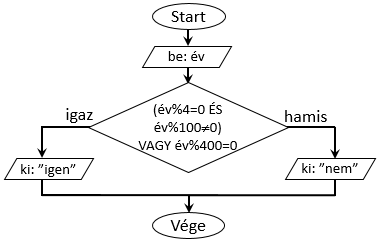 Start
be: év
(év%4=0 ÉS
év%100≠0)
VAGY év%400=0
igaz
hamis
ki: ”igen”
ki: ”nem”
Vége